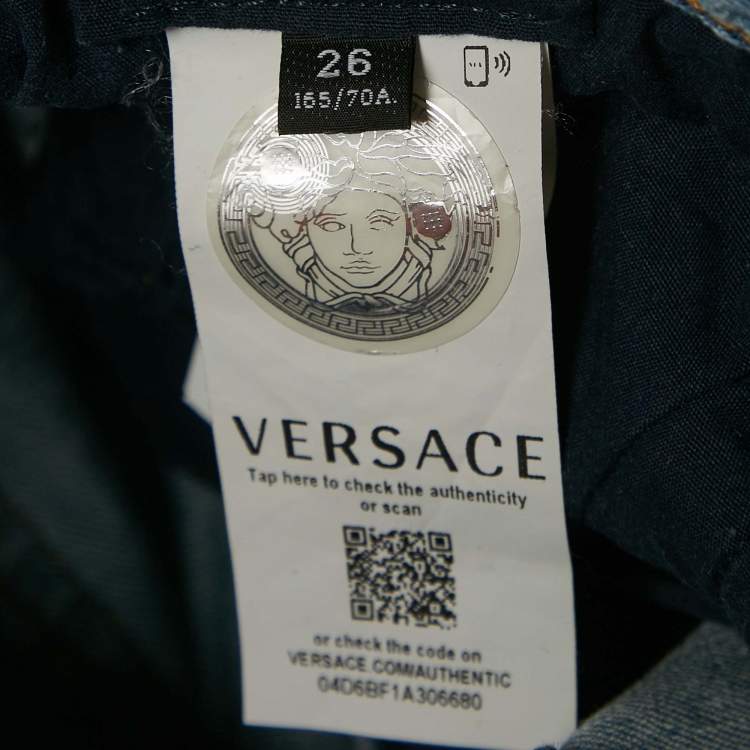 26
165/70A.
VERSACE
Tap here to check the authenticity
or scan
or check the code on
VERSACE.COM/AUTHENTIC
04D6BF1A306680